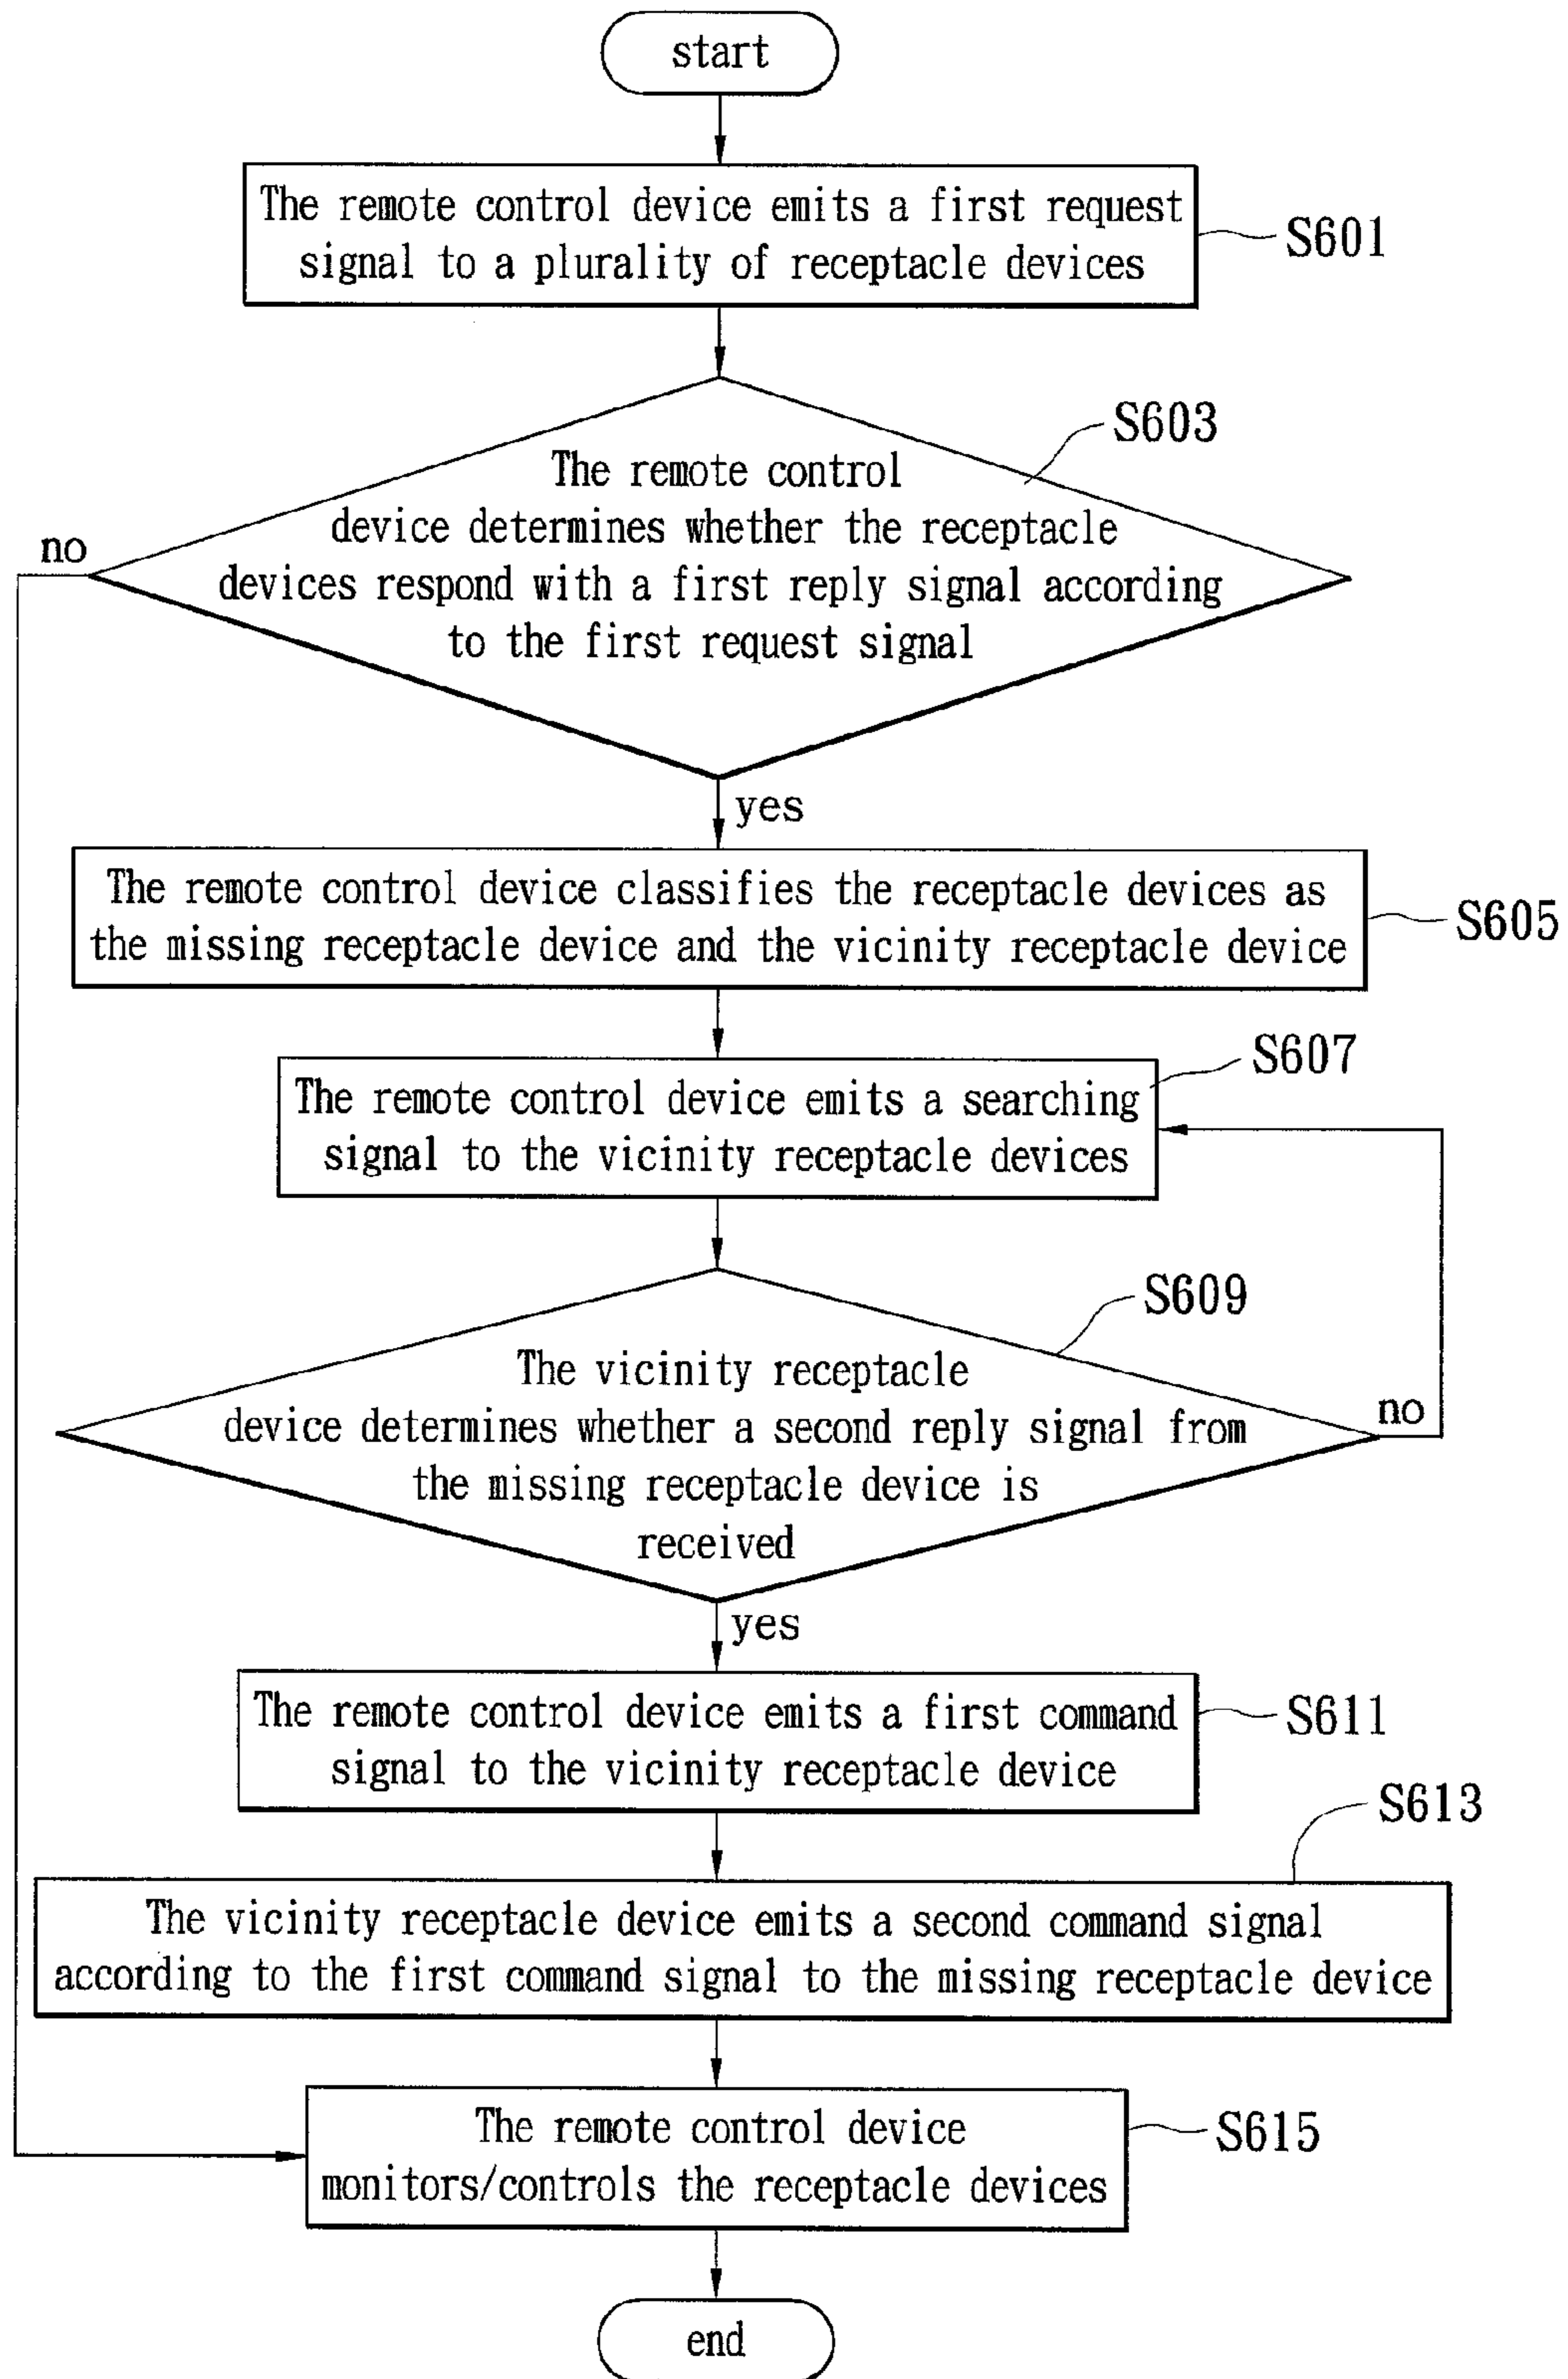 start
The remote control device emits a first request
signal to a plurality of receptacle devices
S601
S603
The remote control
device determines whether the receptacle
devices respond with a first reply signal according
to the first request signal
no
yes
The remote control device classifies the receptacle devices as
the missing receptacle device and the vicinity receptacle device
S605
S607
The remote control device emits a searching
signal to the vicinity receptacle devices
S609
The vicinity receptacle
device determines whether a second reply signal from
the missing receptacle device is
received
no
yes
The remote control device emits a first command
signal to the vicinity receptacle device
S611
S613
The vicinity receptacle device emits a second command signal
according to the first command signal to the missing receptacle device
The remote control device
monitors/controls the receptacle devices
S615
end